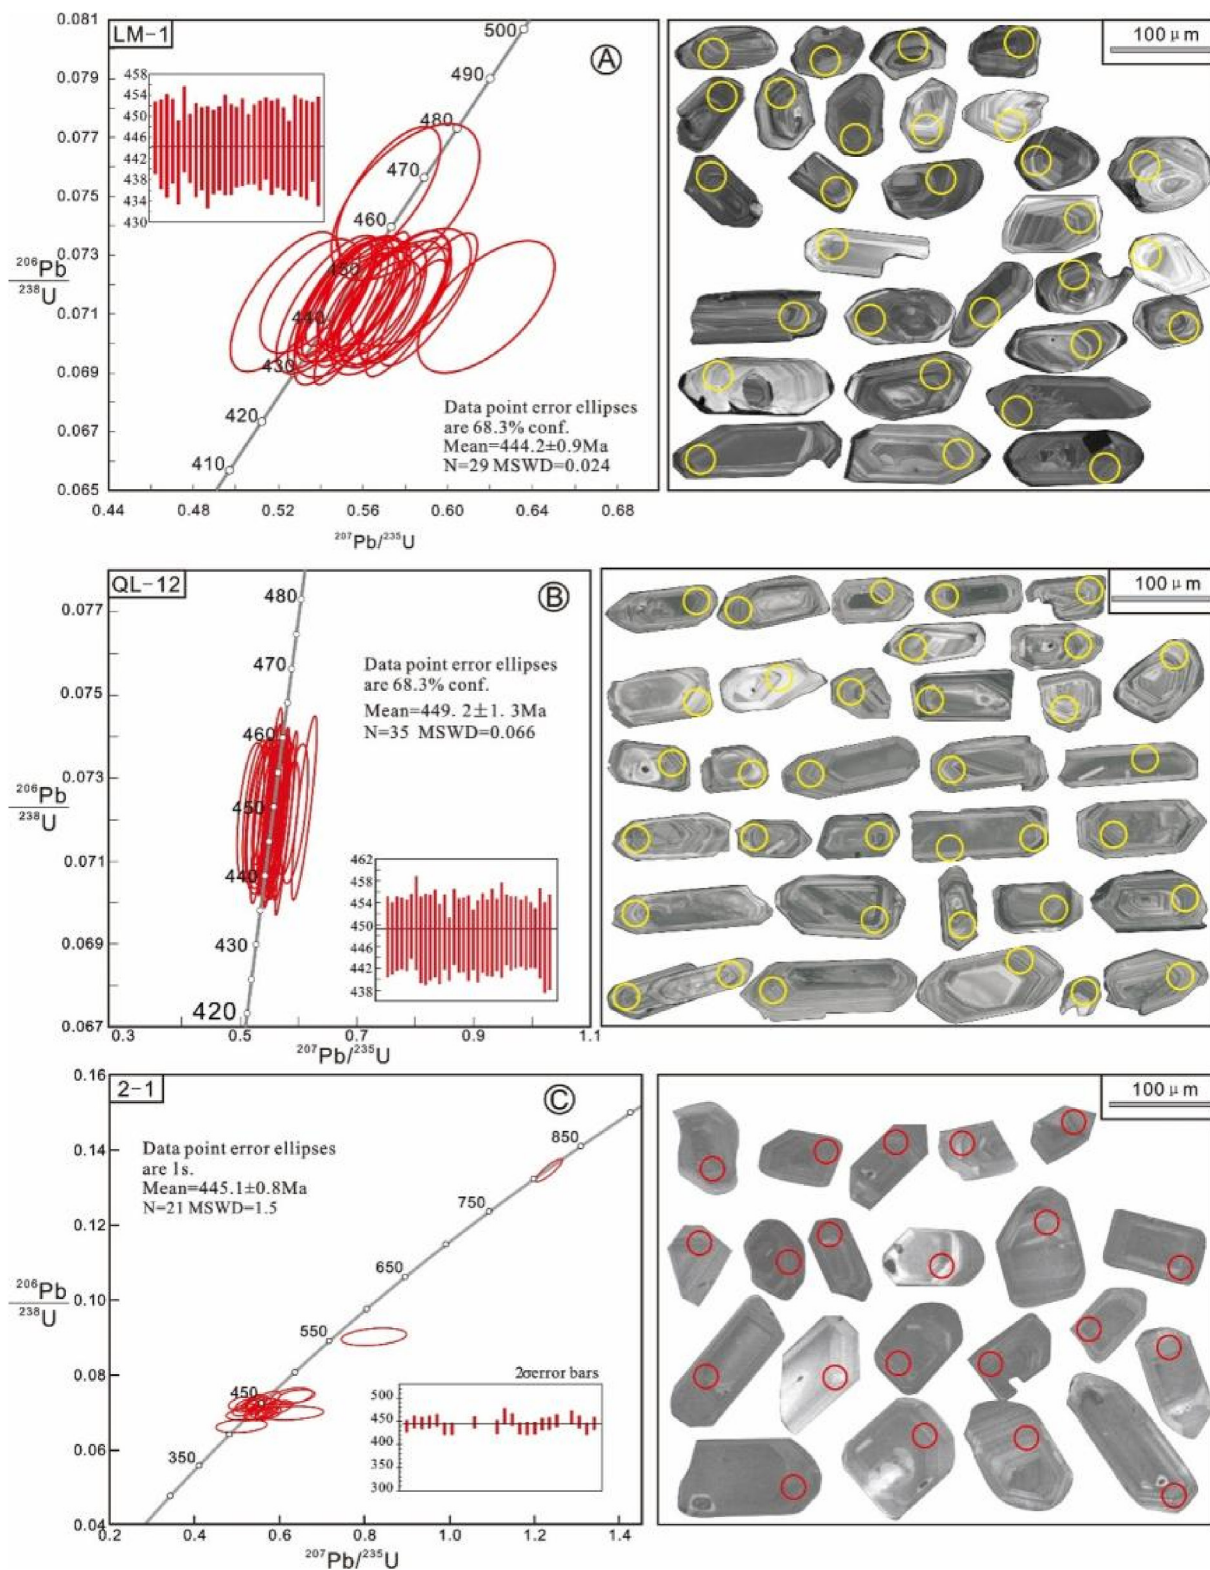 LM-1
A
0.081
0.079
0.077
0.075
0.073
0.071
0.069
0.067
0.065
²⁰⁶Pb
²³⁸U
458
454
450
446
442
438
434
430
500
490
480
470
460
450
440
430
420
410
Data point error ellipses
are 68.3% conf.
Mean=444.2±0.9Ma
N=29 MSWD=0.024
0.44 0.48 0.52 0.56 0.60 0.64 0.68
²⁰⁷Pb/²³⁵U
100 μm
QL-12
B
0.077
0.075
0.073
0.071
0.069
0.067
²⁰⁶Pb
²³⁸U
480
470
460
450
440
430
420
Data point error ellipses
are 68.3% conf.
Mean=449. 2±1. 3Ma
N=35 MSWD=0.066
462
458
454
450
446
442
438
0.3 0.5 0.7 0.9 1.1
²⁰⁷Pb/²³⁵U
100 μm
2-1
C
0.16
0.14
0.12
0.10
0.08
0.06
0.04
²⁰⁶Pb
²³⁸U
Data point error ellipses
are 1s.
Mean=445.1±0.8Ma
N=21 MSWD=1.5
850
750
650
550
450
350
2σerror bars
500
450
400
350
300
0.2 0.4 0.6 0.8 1.0 1.2 1.4
²⁰⁷Pb/²³⁵U
100 μm